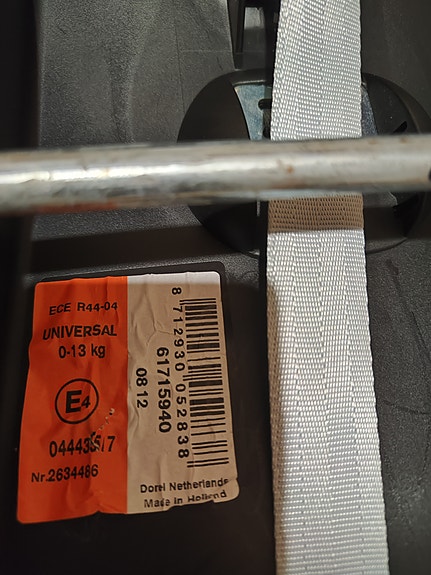 ECE R44-04
UNIVERSAL
0-13 kg
E4
Nr.2634486
8 712930 052838
61715940
08 12
Dorel Netherlands
Made in Holland